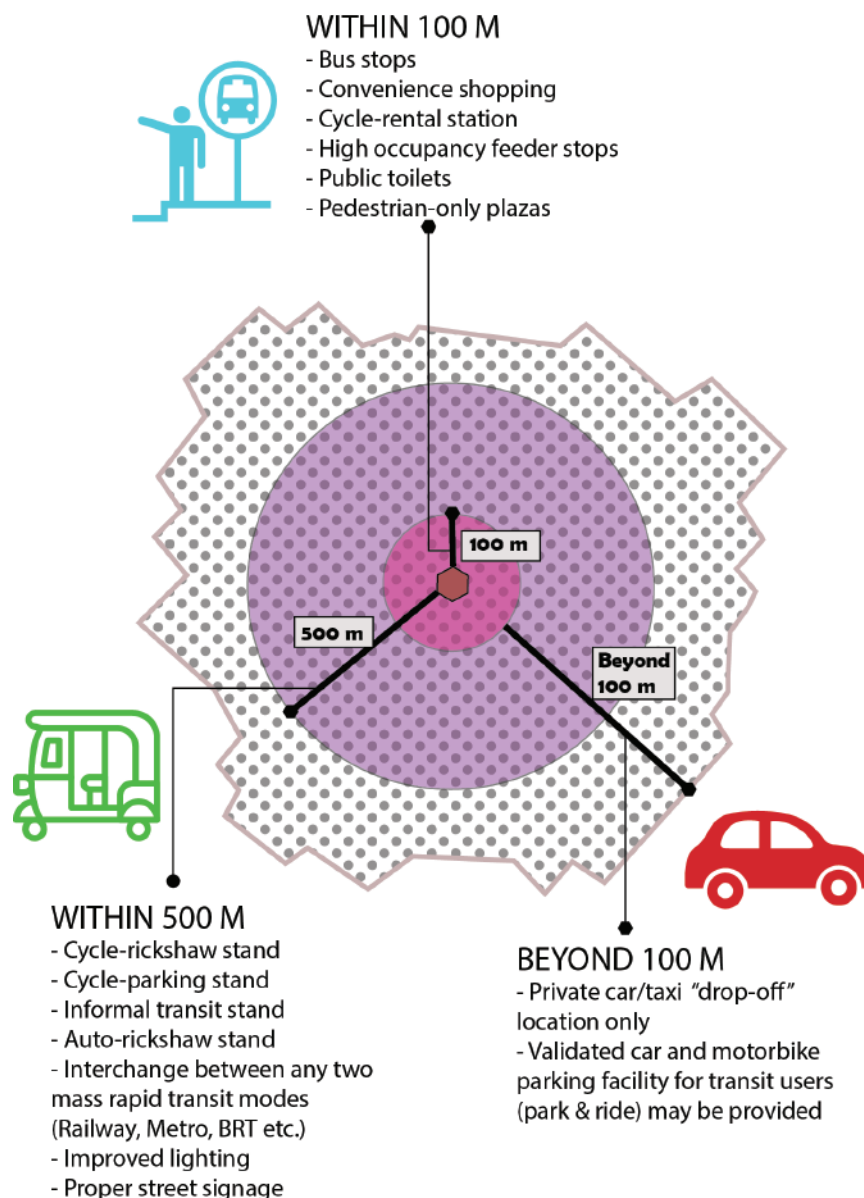 WITHIN 100 M
- Bus stops
- Convenience shopping
- Cycle-rental station
- High occupancy feeder stops
- Public toilets
- Pedestrian-only plazas
100 m
500 m
Beyond
100 m
WITHIN 500 M
- Cycle-rickshaw stand
- Cycle-parking stand
- Informal transit stand
- Auto-rickshaw stand
- Interchange between any two
mass rapid transit modes
(Railway, Metro, BRT etc.)
- Improved lighting
- Proper street signage
BEYOND 100 M
- Private car/taxi “drop-off”
location only
- Validated car and motorbike
parking facility for transit users
(park & ride) may be provided